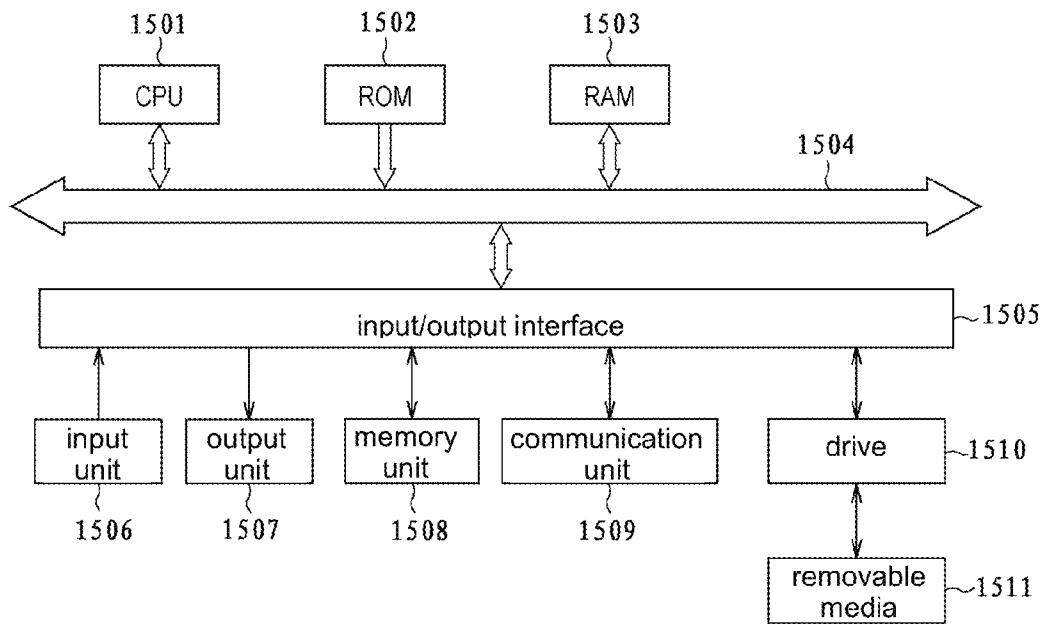 1501
1502
1503
CPU
ROM
RAM
1504
input/output interface
1505
input
unit
output
unit
memory
unit
communication
unit
drive
1510
1506
1507
1508
1509
removable
media
1511